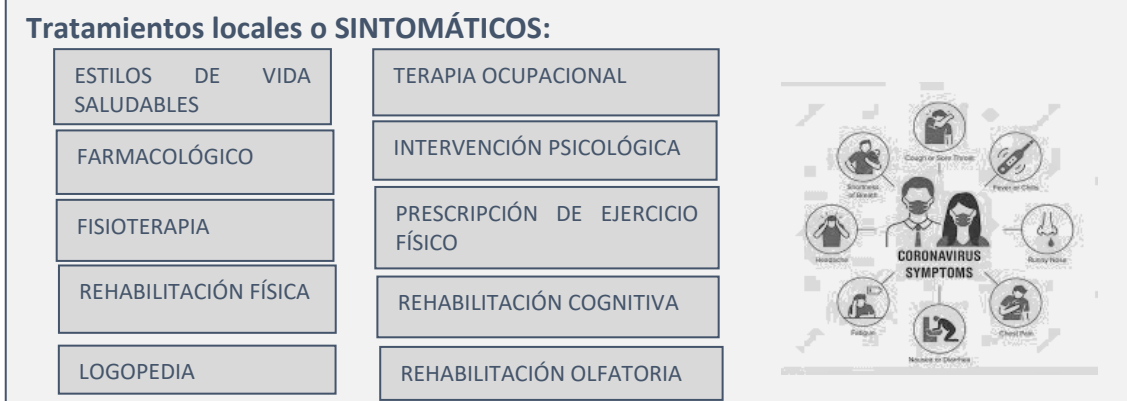 Tratamientos locales o SINTOMÁTICOS:
ESTILOS DE VIDA
SALUDABLES
FARMACOLÓGICO
FISIOTERAPIA
REHABILITACIÓN FÍSICA
LOGOPEDIA
TERAPIA OCUPACIONAL
INTERVENCIÓN PSICOLÓGICA
PRESCRIPCIÓN DE EJERCICIO
FÍSICO
REHABILITACIÓN COGNITIVA
REHABILITACIÓN OLFATORIA
Cough or Sore Throat
Shortness
of Breath
Fever or Chills
Headache
CORONAVIRUS
SYMPTOMS
Runny Nose
Fatigue
Chest Pain
Nausea or Diarrhea